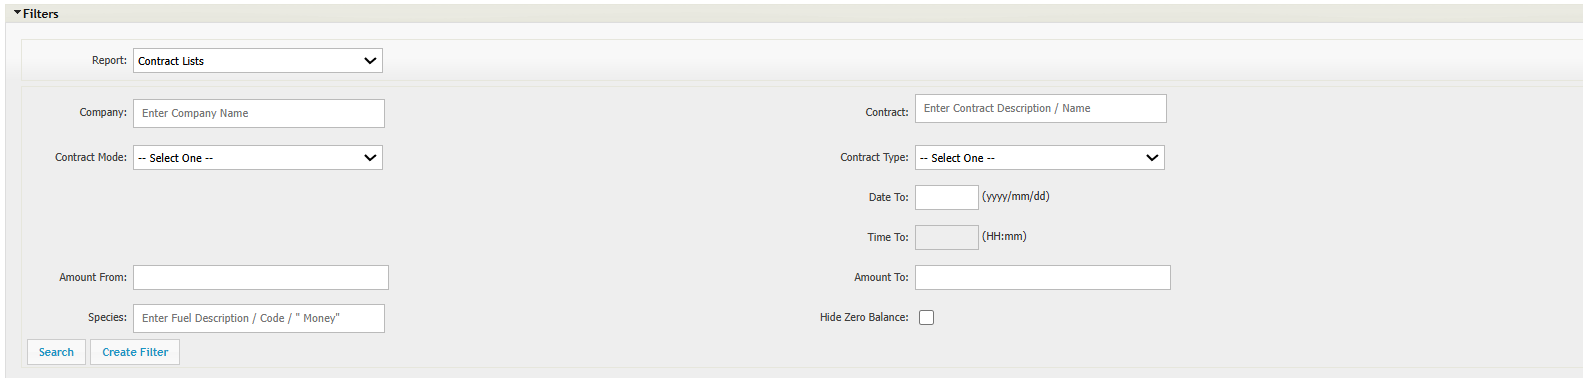 Filters
Report: Contract Lists
Company: Enter Company Name Contract: Enter Contract Description / Name
Contract Mode: -- Select One -- Contract Type: -- Select One --
Date To: (yyyy/mm/dd)
Time To: (HH:mm)
Amount From: Amount To:
Species: Enter Fuel Description / Code / " Money" Hide Zero Balance:
Search Create Filter